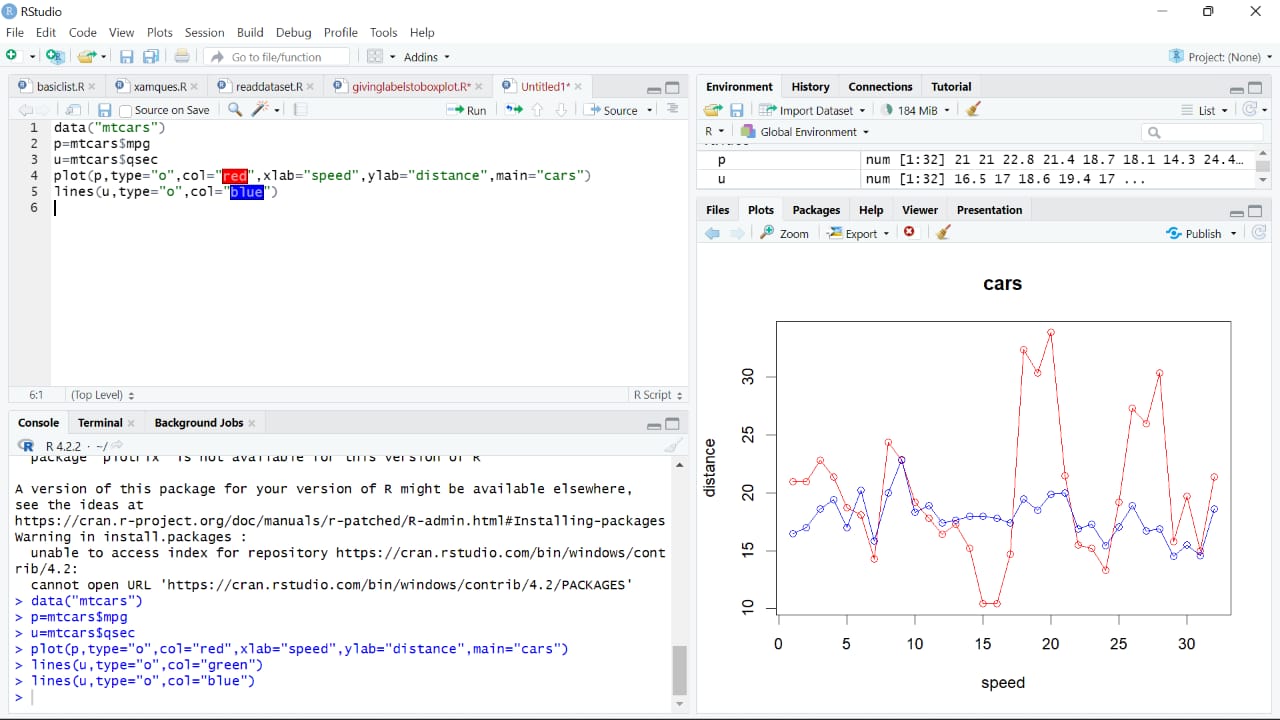 RStudio
File Edit Code View Plots Session Build Debug Profile Tools Help
Go to file/function Addins Project: (None)
basiclist.R xamques.R readdataset.R givinglabelstoboxplot.R* Untitled1*
Source on Save Run Source
1 data("mtcars")
2 p=mtcars$mpg
3 u=mtcars$qsec
4 plot(p,type="o",col="red",xlab="speed",ylab="distance",main="cars")
5 lines(u,type="o",col="blue")
6
6:1 (Top Level) R Script
Console Terminal Background Jobs
R 4.2.2 · ~/
package 'plotrix' is not available for this version of R
A version of this package for your version of R might be available elsewhere,
see the ideas at
https://cran.r-project.org/doc/manuals/r-patched/R-admin.html#Installing-packages
Warning in install.packages :
unable to access index for repository https://cran.rstudio.com/bin/windows/cont
rib/4.2:
cannot open URL 'https://cran.rstudio.com/bin/windows/contrib/4.2/PACKAGES'
> data("mtcars")
> p=mtcars$mpg
> u=mtcars$qsec
> plot(p,type="o",col="red",xlab="speed",ylab="distance",main="cars")
> lines(u,type="o",col="green")
> lines(u,type="o",col="blue")
>
Environment History Connections Tutorial
Import Dataset 184 MiB List
R Global Environment
p num [1:32] 21 21 22.8 21.4 18.7 18.1 14.3 24.4…
u num [1:32] 16.5 17 18.6 19.4 17 ...
Files Plots Packages Help Viewer Presentation
Zoom Export Publish
cars
distance
30
25
20
15
10
0 5 10 15 20 25 30
speed